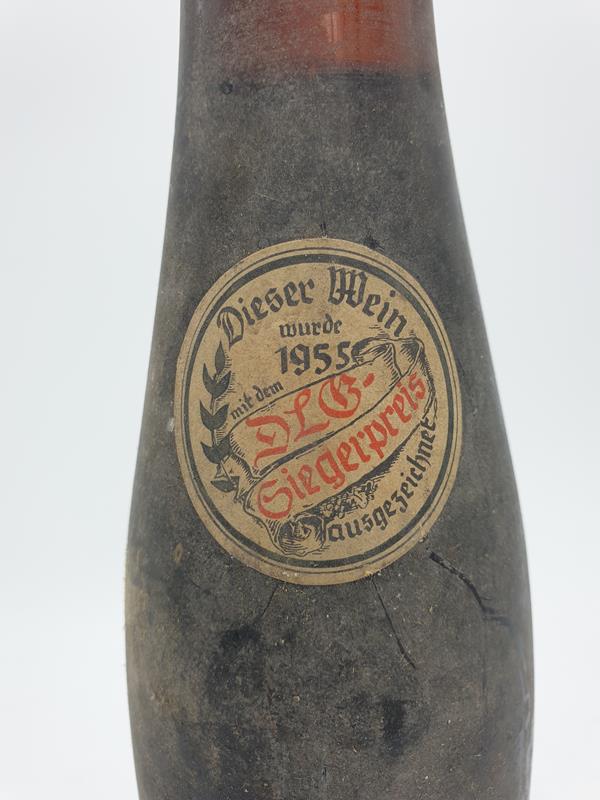 Dieser Wein
wurde
1955
mit dem
DLG-
Siegerpreis
ausgezeichnet